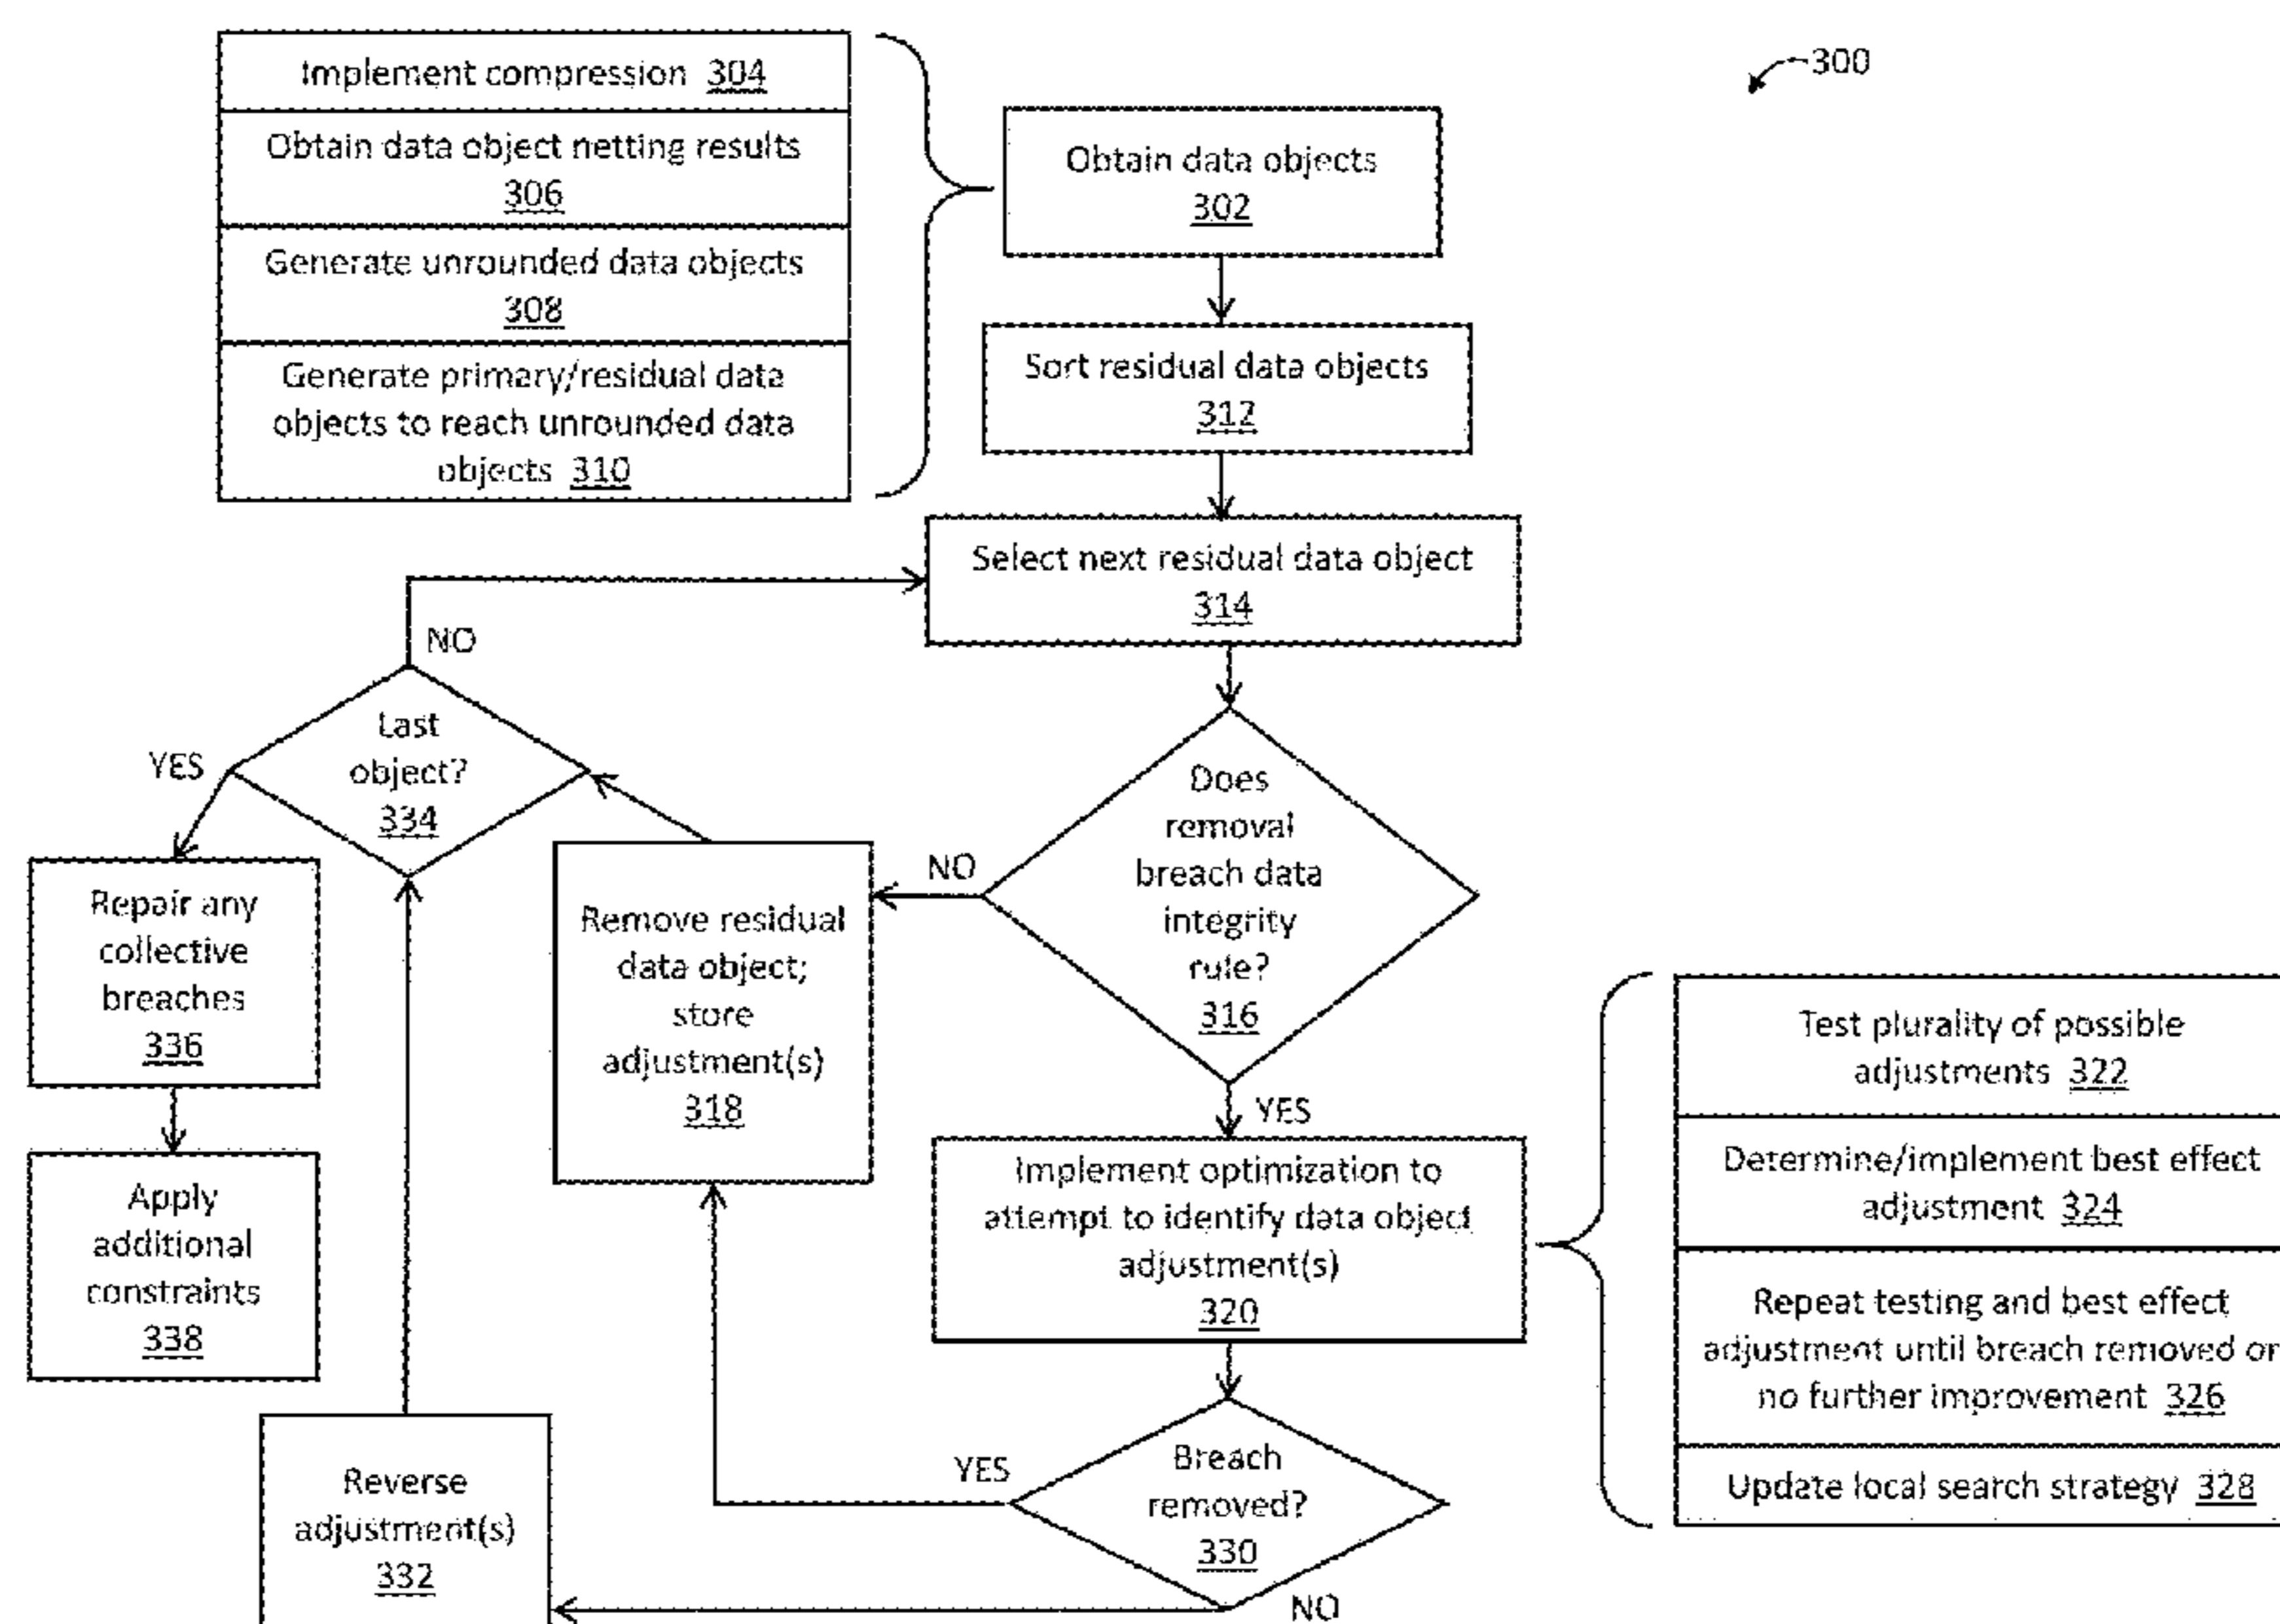 300
Implement compression 304
Obtain data object netting results
306
Generate unrounded data objects
308
Generate primary/residual data
objects to reach unrounded data
objects 310
Obtain data objects
302
Sort residual data objects
312
Select next residual data object
314
NO
Last
object?
334
YES
Does
removal
breach data
integrity
rule?
316
NO
YES
Remove residual
data object;
store
adjustment(s)
318
Repair any
collective
breaches
336
Apply
additional
constraints
338
Implement optimization to
attempt to identify data object
adjustment(s)
320
Test plurality of possible
adjustments 322
Determine/implement best effect
adjustment 324
Repeat testing and best effect
adjustment until breach removed or
no further improvement 326
Update local search strategy 328
Breach
removed?
330
YES
NO
Reverse
adjustment(s)
332